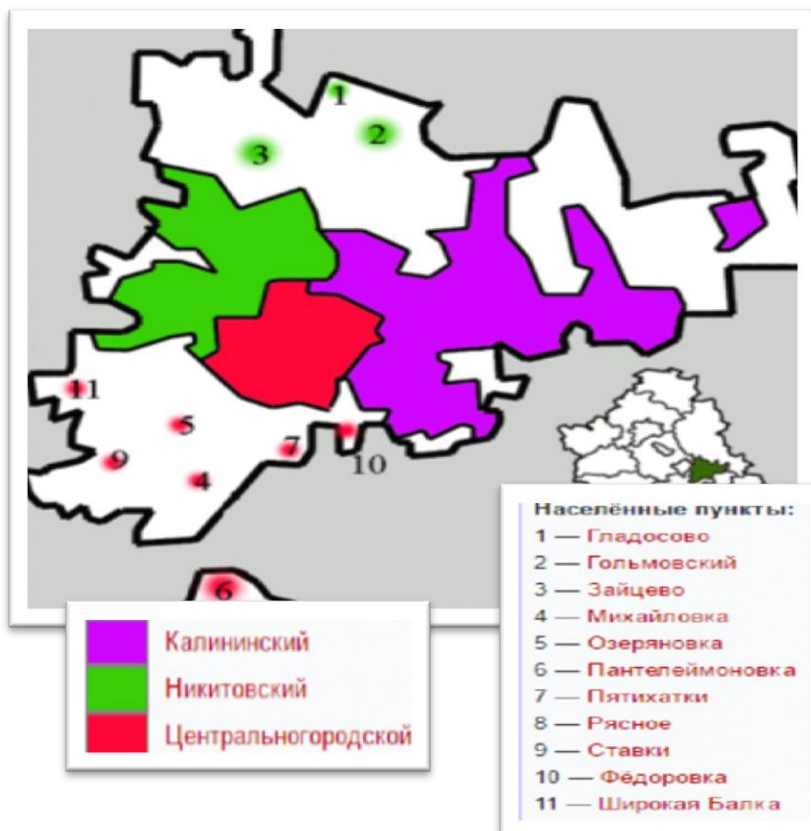 1
2
3
11
5
9
7
10
4
6
Калининский
Никитовский
Центральногородской
Населённые пункты:
1 — Гладосово
2 — Гольмовский
3 — Зайцево
4 — Михайловка
5 — Озеряновка
6 — Пантелеймоновка
7 — Пятихатки
8 — Рясное
9 — Ставки
10 — Фёдоровка
11 — Широкая Балка